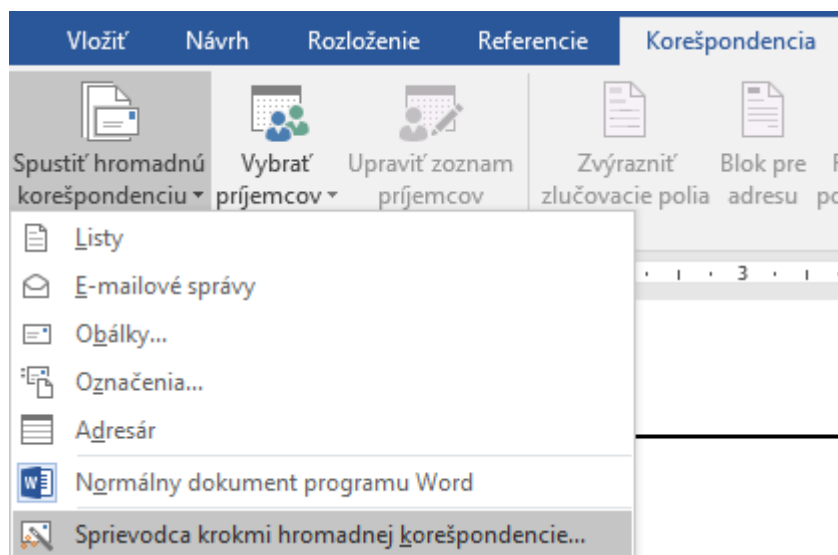 Vložiť Návrh Rozloženie Referencie Korešpondencia
Spustiť hromadnú Vybrať Upraviť zoznam Zvýrazniť Blok pre
korešpondenciu príjemcov príjemcov zlučovacie polia adresu
Listy
E-mailové správy
3
Obálky...
Označenia...
Adresár
Normálny dokument programu Word
Sprievodca krokmi hromadnej korešpondencie...